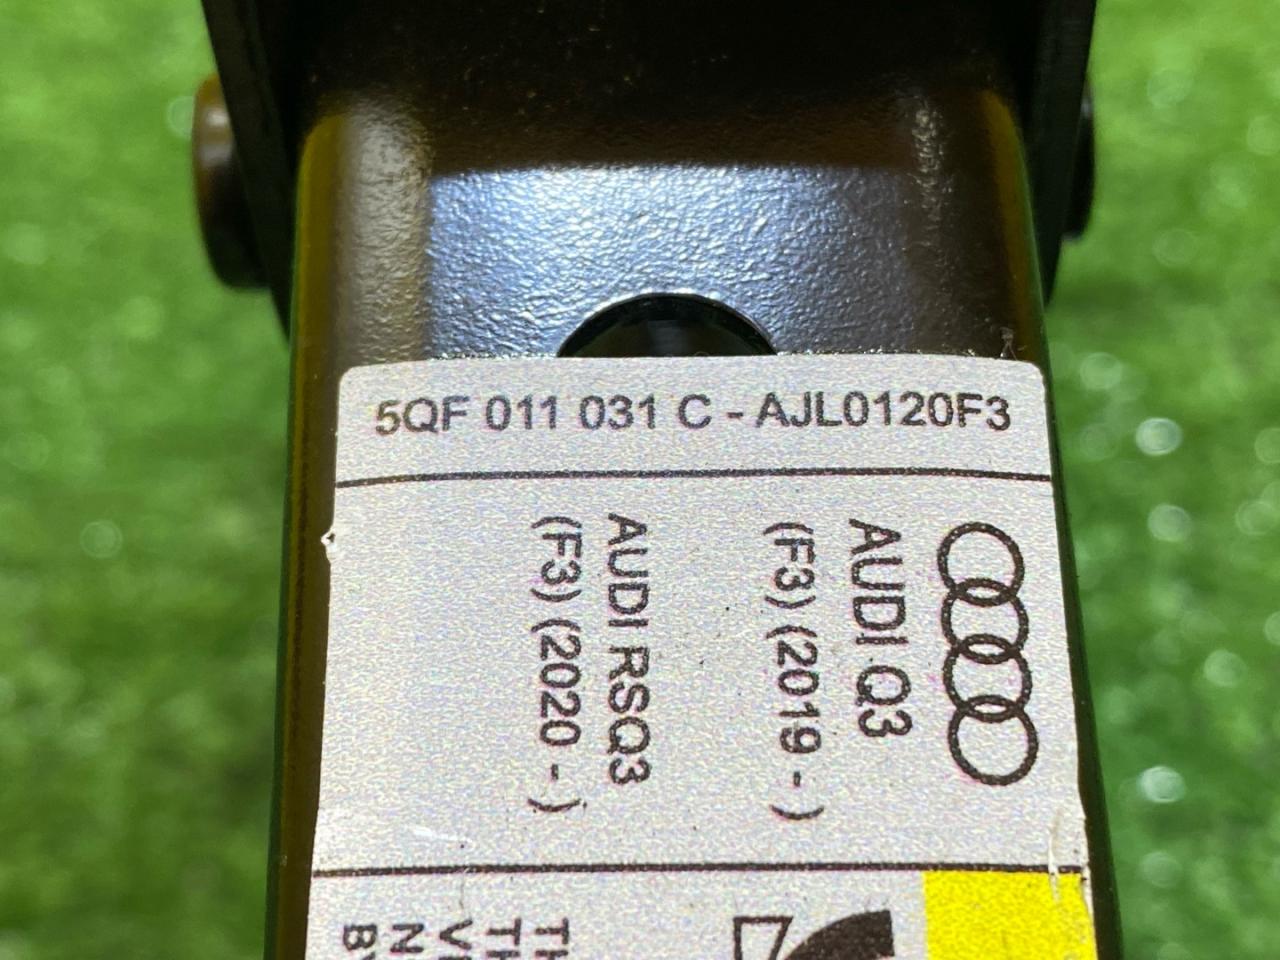 5QF 011 031 C - AJL0120F3
AUDI Q3
(F3) (2019 - )
AUDI RSQ3
(F3) (2020 - )